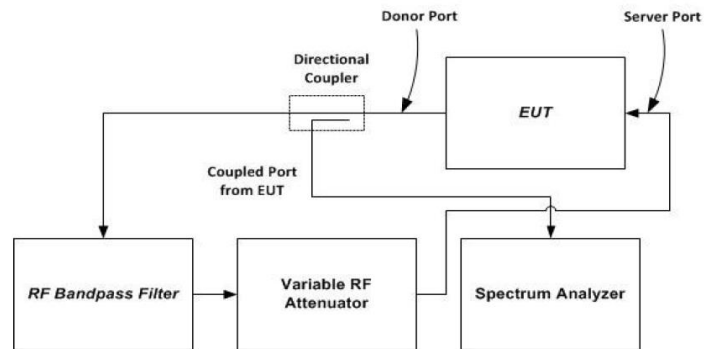 Donor Port
Server Port
Directional
Coupler
EUT
Coupled Port
from EUT
RF Bandpass Filter
Variable RF
Attenuator
Spectrum Analyzer